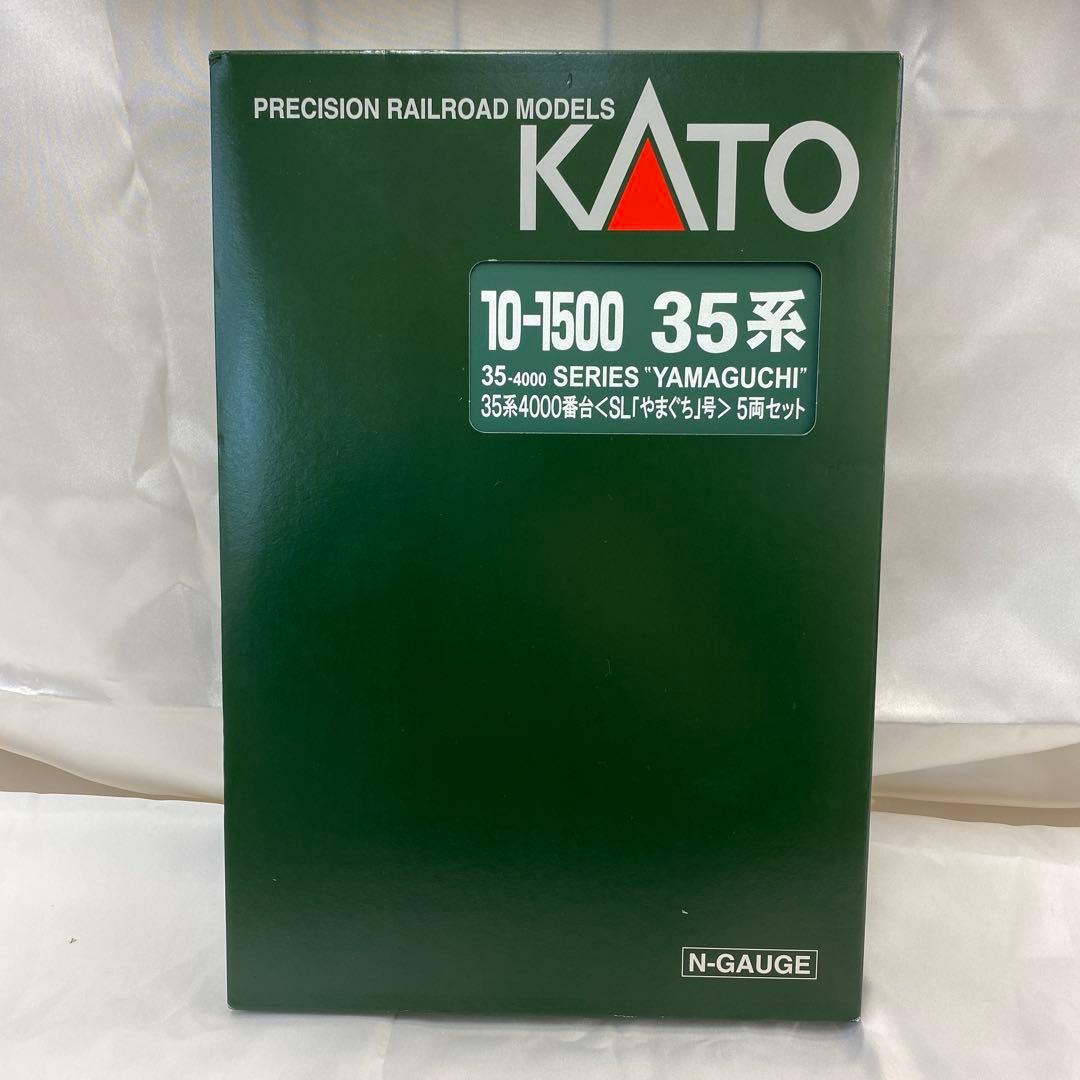 PRECISION RAILROAD MODELS
KATO
10-1500 35系
35-4000 SERIES "YAMAGUCHI"
35系4000番台<SL「やまぐち」号> 5両セット
N-GAUGE